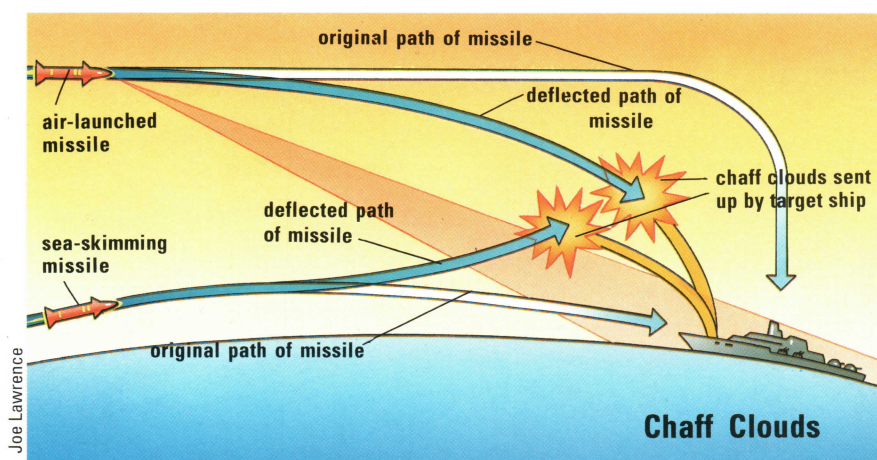 original path of missile
deflected path of
missile
air-launched
missile
chaff clouds sent
up by target ship
deflected path
of missile
sea-skimming
missile
original path of missile
Joe Lawrence
Chaff Clouds